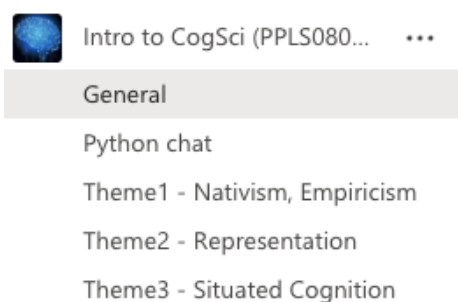 Intro to CogSci (PPLS080...
General
Python chat
Theme1 - Nativism, Empiricism
Theme2 - Representation
Theme3 - Situated Cognition